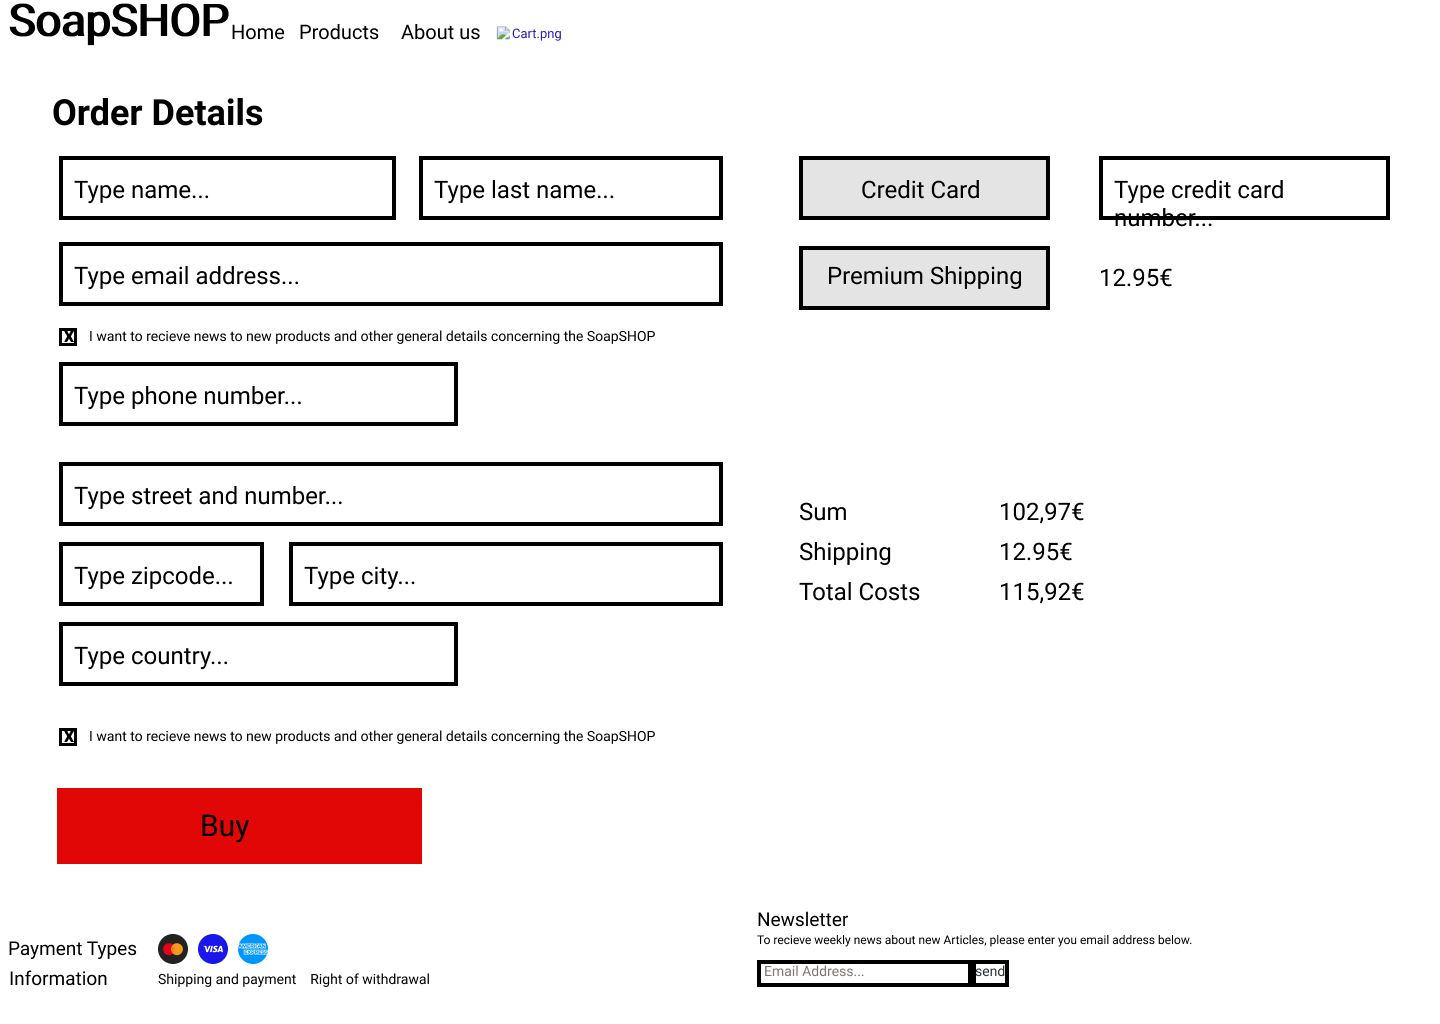 SoapSHOP Home Products About us Cart.png
Order Details
Type name... Type last name...
Credit Card
Type credit card
number...
Type email address...
Premium Shipping 12.95€
X I want to recieve news to new products and other general details concerning the SoapSHOP
Type phone number...
Type street and number...
Sum 102,97€
Shipping 12.95€
Type zipcode... Type city...
Total Costs 115,92€
Type country...
X I want to recieve news to new products and other general details concerning the SoapSHOP
Buy
Payment Types VISA AMERICAN EXPRESS
Information Shipping and payment Right of withdrawal
Newsletter
To recieve weekly news about new Articles, please enter you email address below.
Email Address... send